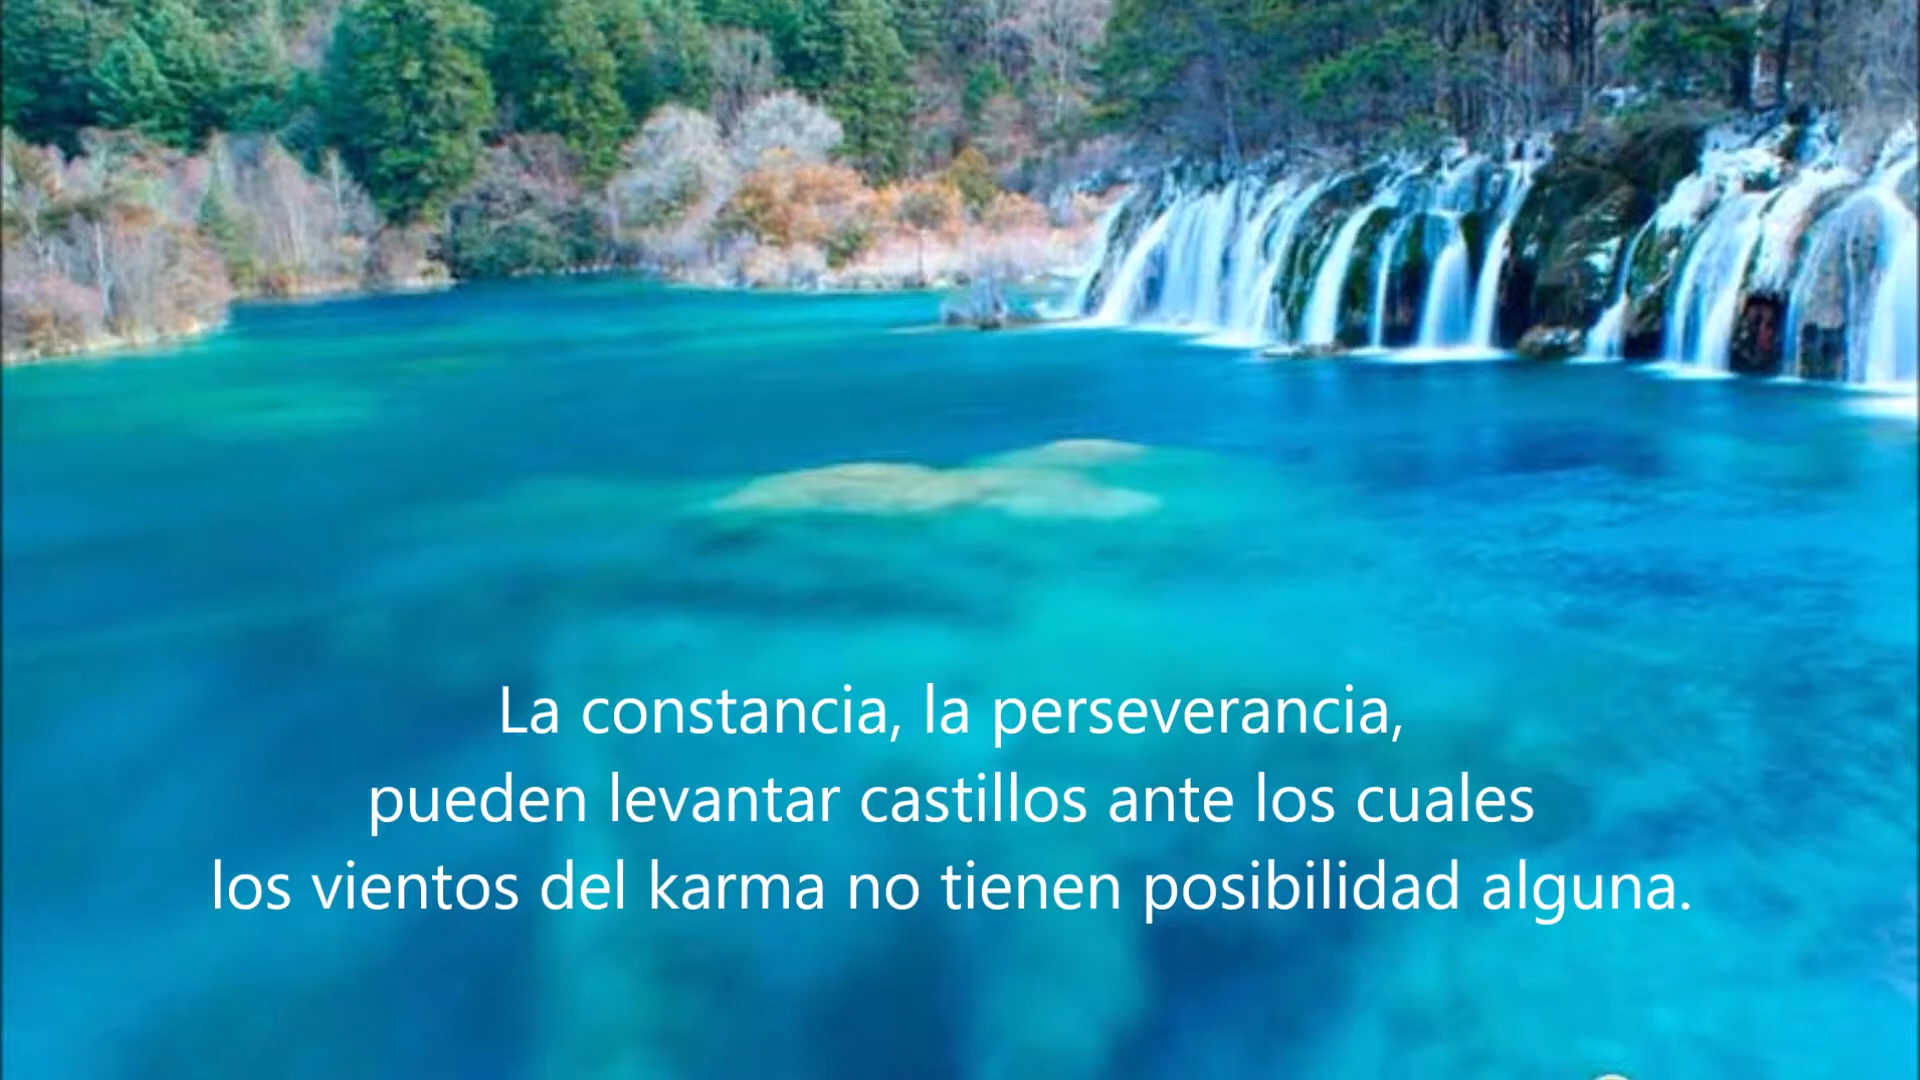 La constancia, la perseverancia,
pueden levantar castillos ante los cuales
los vientos del karma no tienen posibilidad alguna.